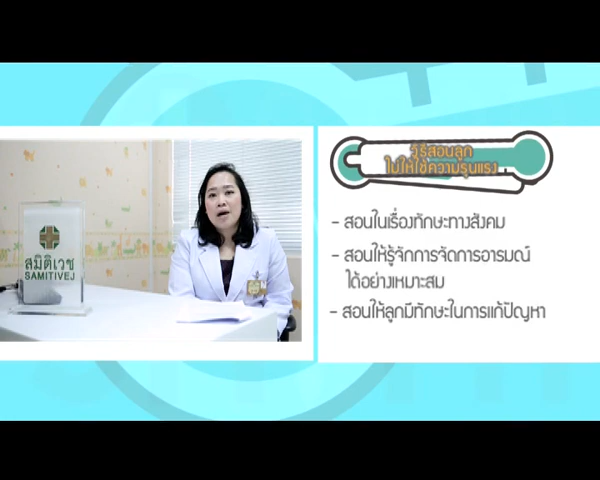 สมิติเวช
SAMITIVEJ
วิธีสอนลูก
ไม่ให้ใช้ความรุนแรง
- สอนในเรื่องทักษะทางสังคม
- สอนให้รู้จักการจัดการอารมณ์
ได้อย่างเหมาะสม
- สอนให้ลูกมีทักษะในการแก้ปัญหา